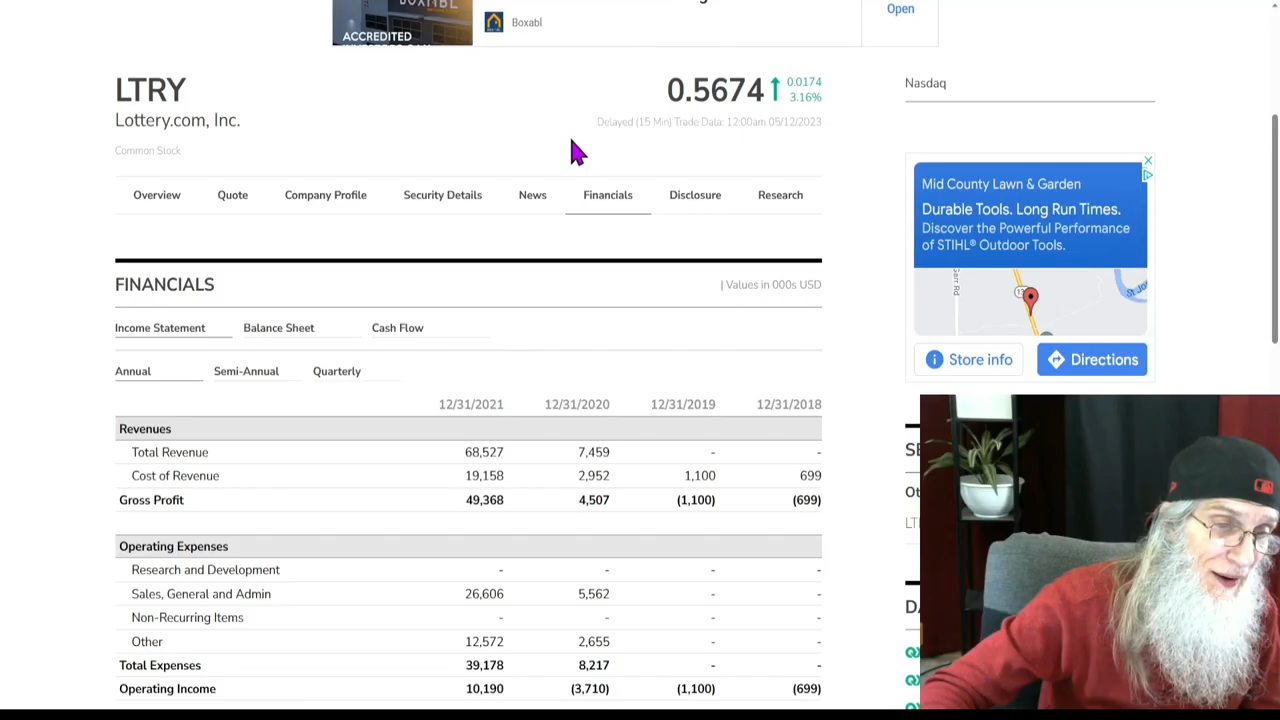 ACCREDITED
Boxabl
Open
LTRY
Lottery.com, Inc.
Common Stock
0.5674
0.0174
3.16%
Delayed (15 Min) Trade Data: 12:00am 05/12/2023
Nasdaq
Overview Quote Company Profile Security Details News Financials Disclosure Research
Mid County Lawn & Garden
Durable Tools. Long Run Times.
Discover the Powerful Performance
of STIHL® Outdoor Tools.
Store info
Directions
FINANCIALS
| Values in 000s USD
Income Statement Balance Sheet Cash Flow
Annual Semi-Annual Quarterly
12/31/2021 12/31/2020 12/31/2019 12/31/2018
Revenues
Total Revenue 68,527 7,459 - -
Cost of Revenue 19,158 2,952 1,100 699
Gross Profit 49,368 4,507 (1,100) (699)
Operating Expenses
Research and Development - - - -
Sales, General and Admin 26,606 5,562 - -
Non-Recurring Items - - - -
Other 12,572 2,655 - -
Total Expenses 39,178 8,217 - -
Operating Income 10,190 (3,710) (1,100) (699)